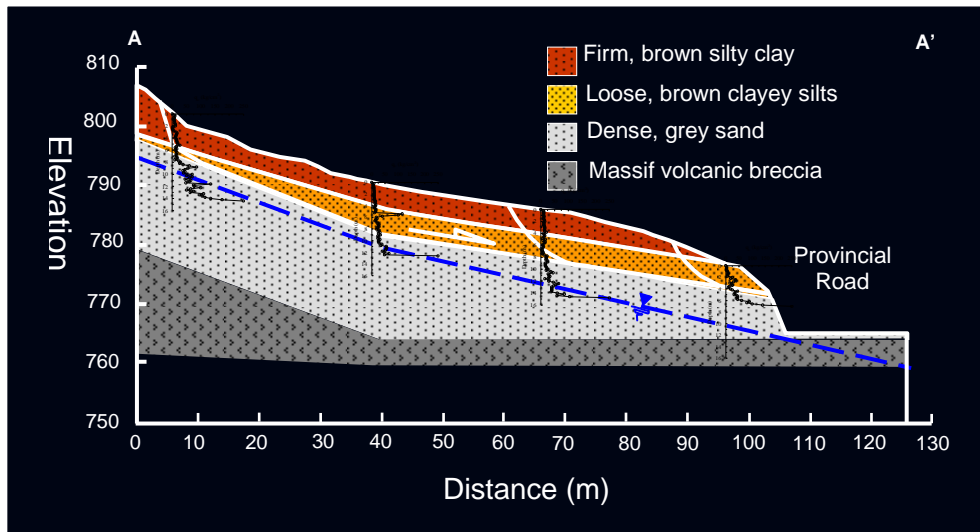 A
A'
Firm, brown silty clay
Loose, brown clayey silts
Dense, grey sand
Massif volcanic breccia
Elevation
810
800
790
780
770
760
750
Provincial
Road
0 10 20 30 40 50 60 70 80 90 100 110 120 130
Distance (m)